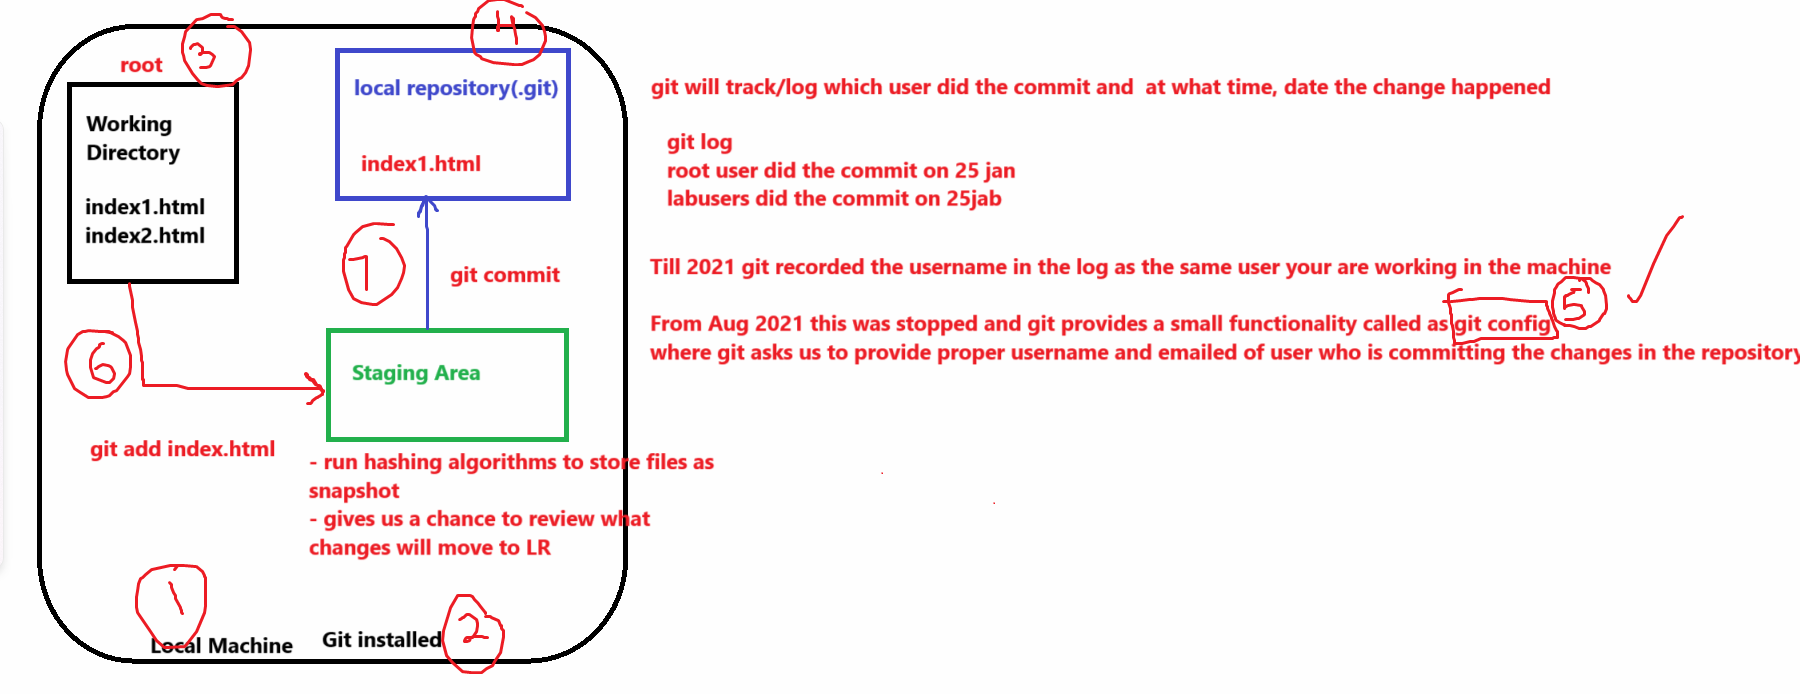 3
4
root
local repository(.git)
Working
Directory
index1.html
index1.html
index2.html
7
git commit
6
Staging Area
git add index.html
- run hashing algorithms to store files as
snapshot
- gives us a chance to review what
changes will move to LR
1
2
Local Machine
Git installed
git will track/log which user did the commit and  at what time, date the change happened
git log
root user did the commit on 25 jan
labusers did the commit on 25jab
Till 2021 git recorded the username in the log as the same user your are working in the machine
5
From Aug 2021 this was stopped and git provides a small functionality called as git config
where git asks us to provide proper username and emailed of user who is committing the changes in the repository